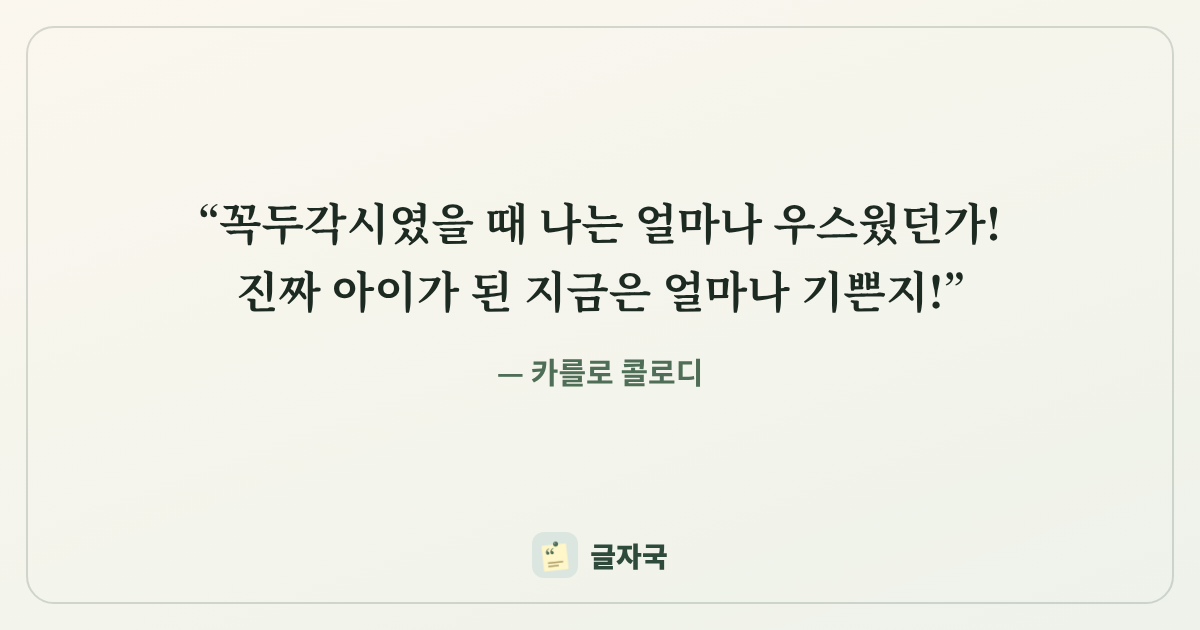 “꼭두각시였을 때 나는 얼마나 우스웠던가!
진짜 아이가 된 지금은 얼마나 기쁜지!”
— 카를로 콜로디
글자국